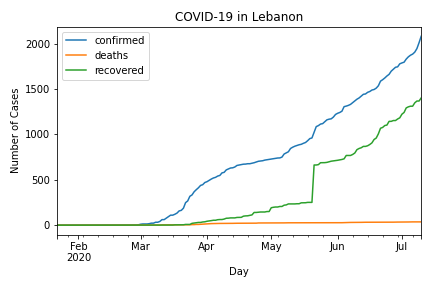 COVID-19 in Lebanon
confirmed
deaths
recovered
Number of Cases
2000
1500
1000
500
0
Feb
2020
Mar
Apr
May
Jun
Jul
Day